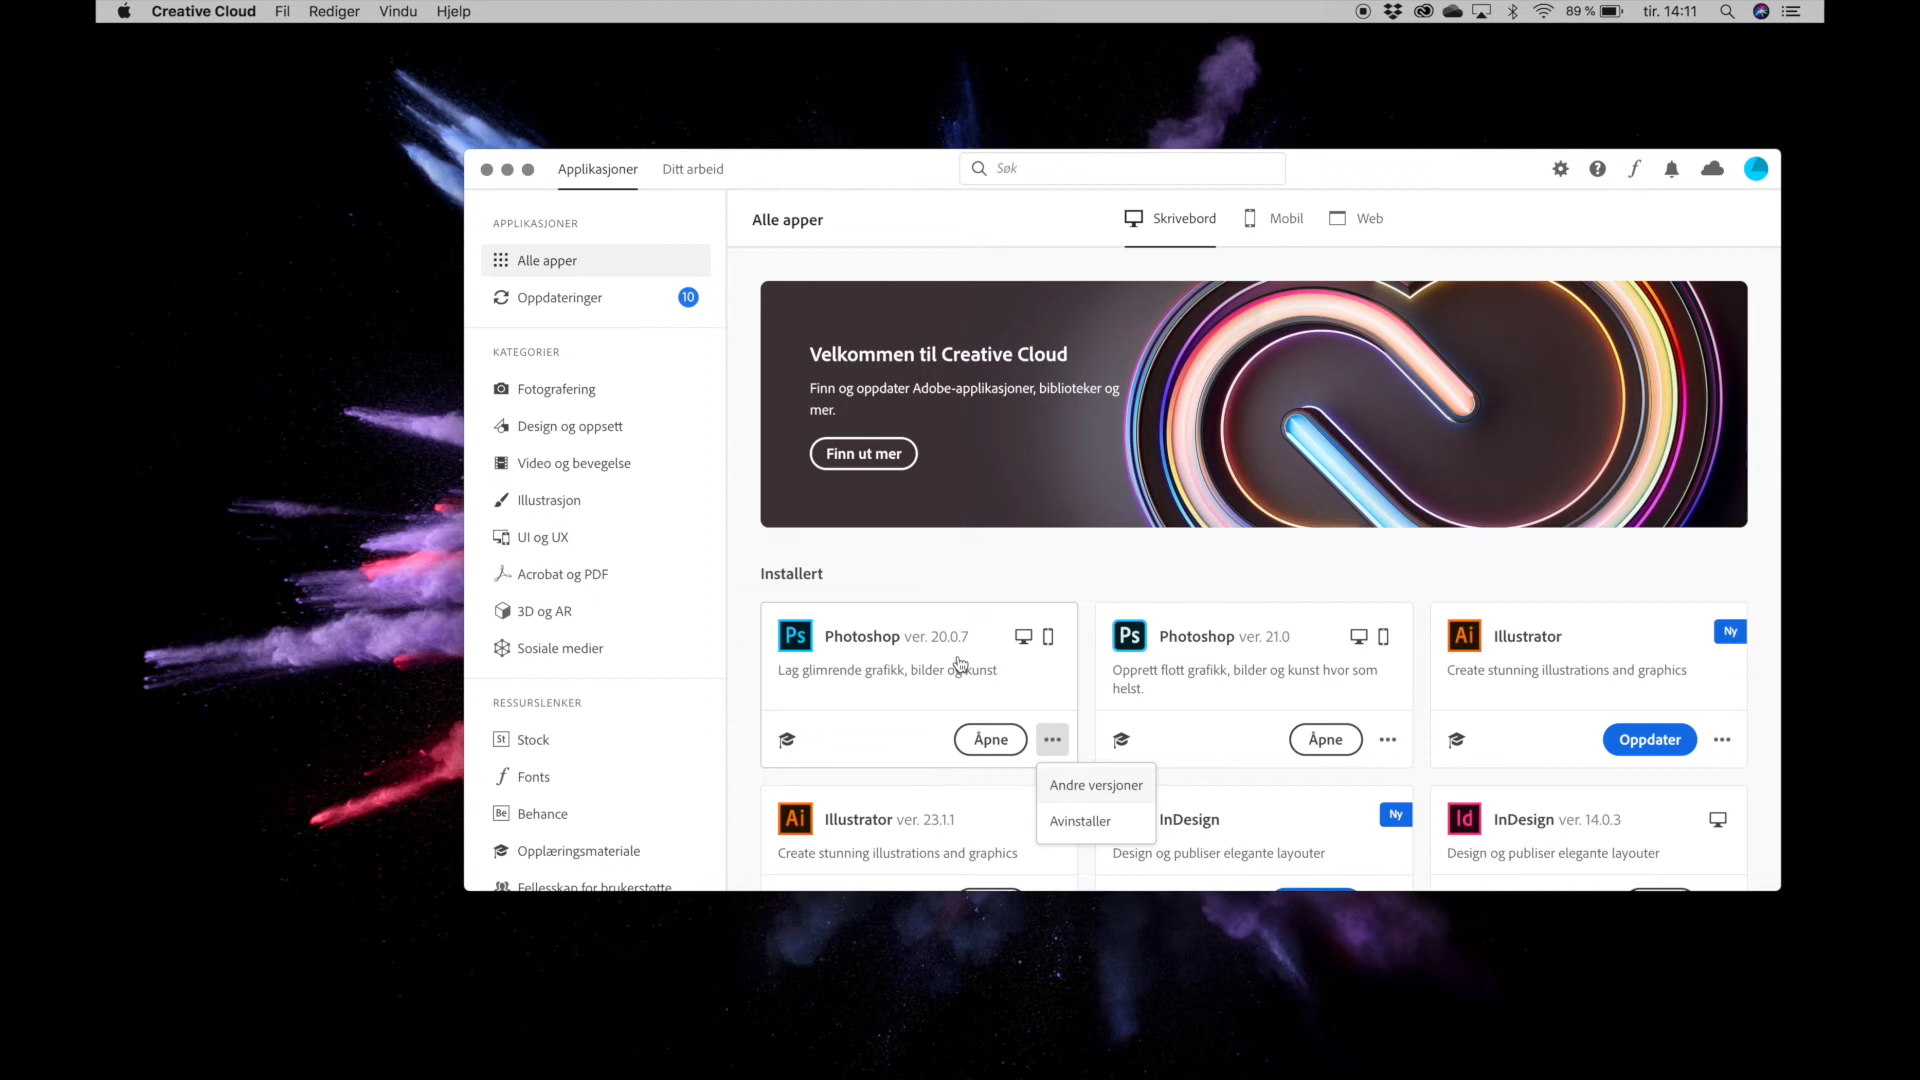 Creative Cloud Fil Rediger Vindu Hjelp 89 % tir. 14:11
Applikasjoner Ditt arbeid Søk
APPLIKASJONER
Alle apper
Oppdateringer 10
KATEGORIER
Fotografering
Design og oppsett
Video og bevegelse
Illustrasjon
UI og UX
Acrobat og PDF
3D og AR
Sosiale medier
RESSURSLENKER
St Stock
Fonts
Be Behance
Opplæringsmateriale
Fellesskap for brukerstøtte
Alle apper Skrivebord Mobil Web
Velkommen til Creative Cloud
Finn og oppdater Adobe-applikasjoner, biblioteker og
mer.
Finn ut mer
Installert
Ps Photoshop ver. 20.0.7
Lag glimrende grafikk, bilder og kunst
Åpne
Ps Photoshop ver. 21.0
Opprett flott grafikk, bilder og kunst hvor som
helst.
Åpne
Ai Illustrator Ny
Create stunning illustrations and graphics
Oppdater
Andre versjoner
Avinstaller
Ai Illustrator ver. 23.1.1
Create stunning illustrations and graphics
InDesign Ny
Design og publiser elegante layouter
Id InDesign ver. 14.0.3
Design og publiser elegante layouter